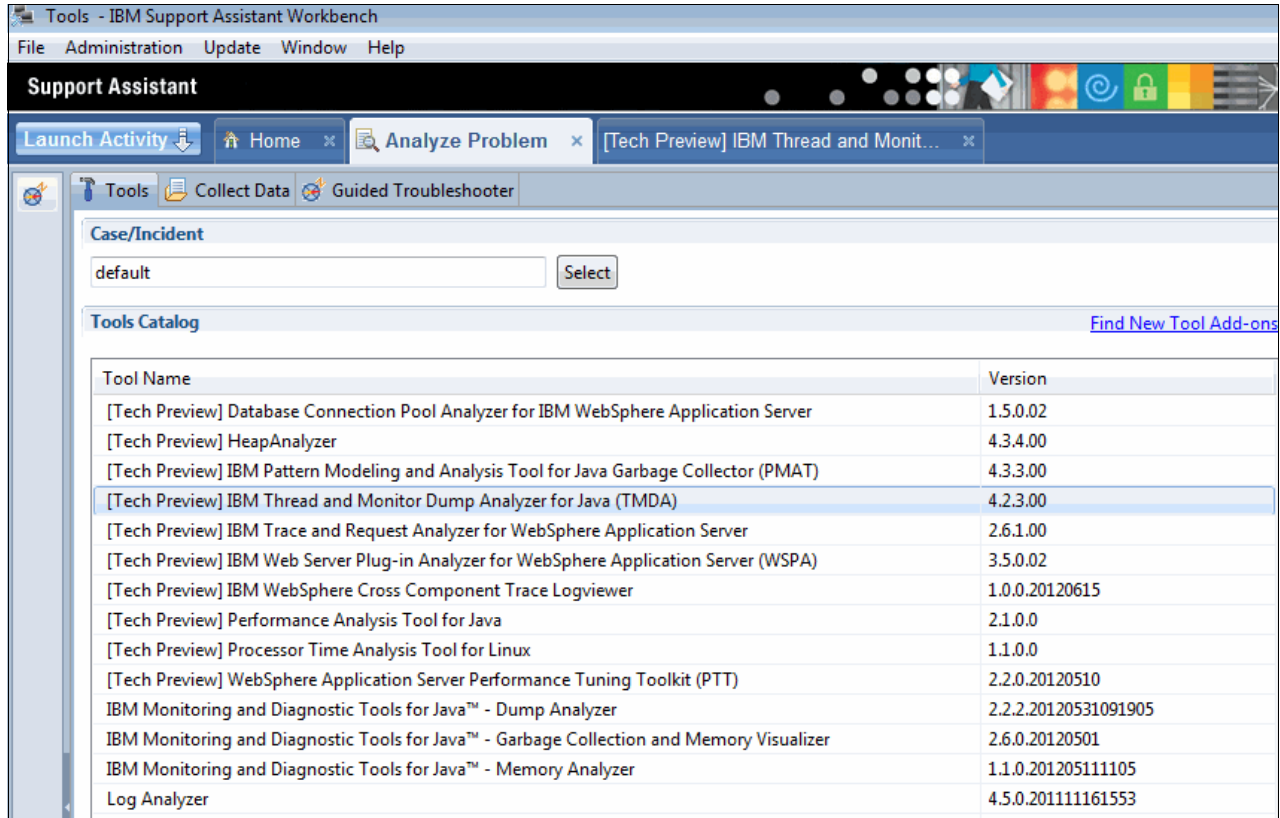 Tools - IBM Support Assistant Workbench
File Administration Update Window Help
Support Assistant
Launch Activity Home Analyze Problem [Tech Preview] IBM Thread and Monit...
Tools Collect Data Guided Troubleshooter
Case/Incident
default Select
Tools Catalog Find New Tool Add-ons
Tool Name Version
[Tech Preview] Database Connection Pool Analyzer for IBM WebSphere Application Server 1.5.0.02
[Tech Preview] HeapAnalyzer 4.3.4.00
[Tech Preview] IBM Pattern Modeling and Analysis Tool for Java Garbage Collector (PMAT) 4.3.3.00
[Tech Preview] IBM Thread and Monitor Dump Analyzer for Java (TMDA) 4.2.3.00
[Tech Preview] IBM Trace and Request Analyzer for WebSphere Application Server 2.6.1.00
[Tech Preview] IBM Web Server Plug-in Analyzer for WebSphere Application Server (WSPA) 3.5.0.02
[Tech Preview] IBM WebSphere Cross Component Trace Logviewer 1.0.0.20120615
[Tech Preview] Performance Analysis Tool for Java 2.1.0.0
[Tech Preview] Processor Time Analysis Tool for Linux 1.1.0.0
[Tech Preview] WebSphere Application Server Performance Tuning Toolkit (PTT) 2.2.0.20120510
IBM Monitoring and Diagnostic Tools for Java™ - Dump Analyzer 2.2.2.20120531091905
IBM Monitoring and Diagnostic Tools for Java™ - Garbage Collection and Memory Visualizer 2.6.0.20120501
IBM Monitoring and Diagnostic Tools for Java™ - Memory Analyzer 1.1.0.201205111105
Log Analyzer 4.5.0.201111161553